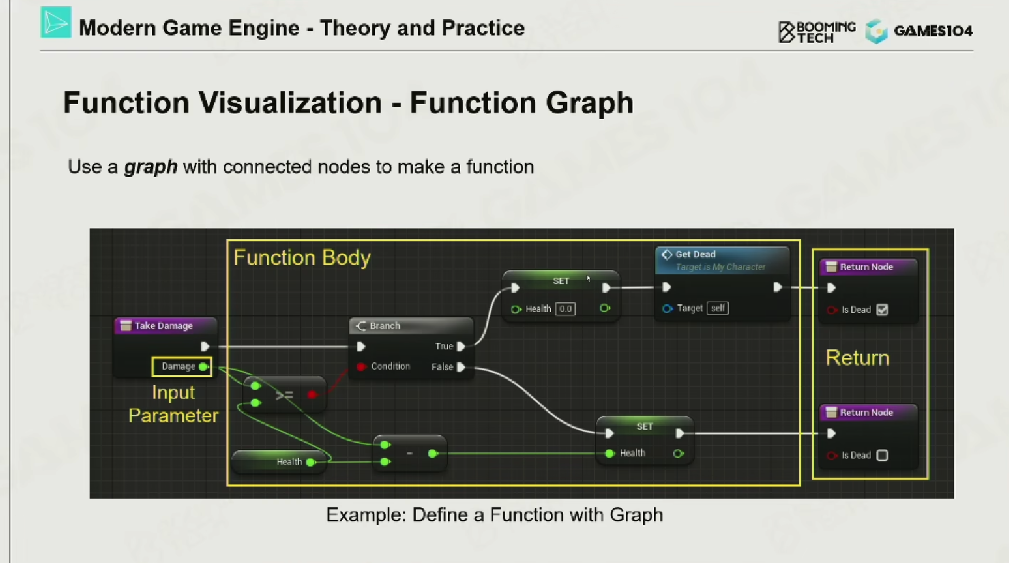 Modern Game Engine - Theory and Practice
BOOMING
TECH
GAMES104
Function Visualization - Function Graph
Use a graph with connected nodes to make a function
Function Body
Get Dead
Target is My Character
Target self
SET
Health 0.0
Return Node
Is Dead
Return
Take Damage
Damage
Input
Parameter
Branch
True
Condition
False
>=
Health
-
SET
Health
Return Node
Is Dead
Example: Define a Function with Graph